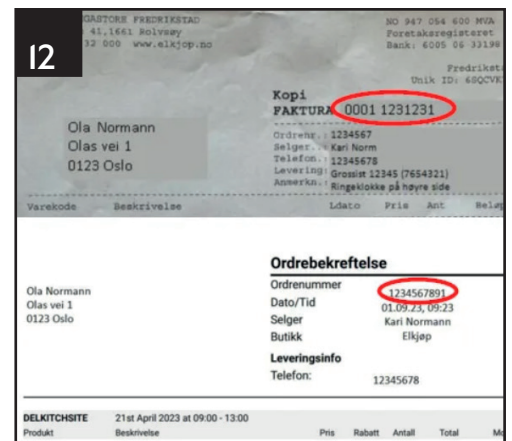 12
GASTORE FREDRIKSTAD
41,1661 Rolvsøy
32 000 www.elkjop.no
NO 947 054 600 MVA
Foretaksregisteret
Bank: 6005 06 33198
Fredrikst
Unik ID: 6SQCVK
Kopi
FAKTURA 0001 1231231
Ola Normann
Olas vei 1
0123 Oslo
Ordrenr.: 1234567
Selger..: Kari Norm
Telefon.: 12345678
Levering: Grossist 12345 (7654321)
Anmerkn.: Ringeklokke på høyre side
Varekode Beskrivelse Ldato Pris Ant Beløp
Ordrebekreftelse
Ola Normann
Olas vei 1
0123 Oslo
Ordrenummer 1234567891
Dato/Tid 01.09.23, 09:23
Selger Kari Normann
Butikk Elkjøp
Leveringsinfo
Telefon: 12345678
DELKITCHSITE 21st April 2023 at 09:00 - 13:00
Produkt Beskrivelse Pris Rabatt Antall Total